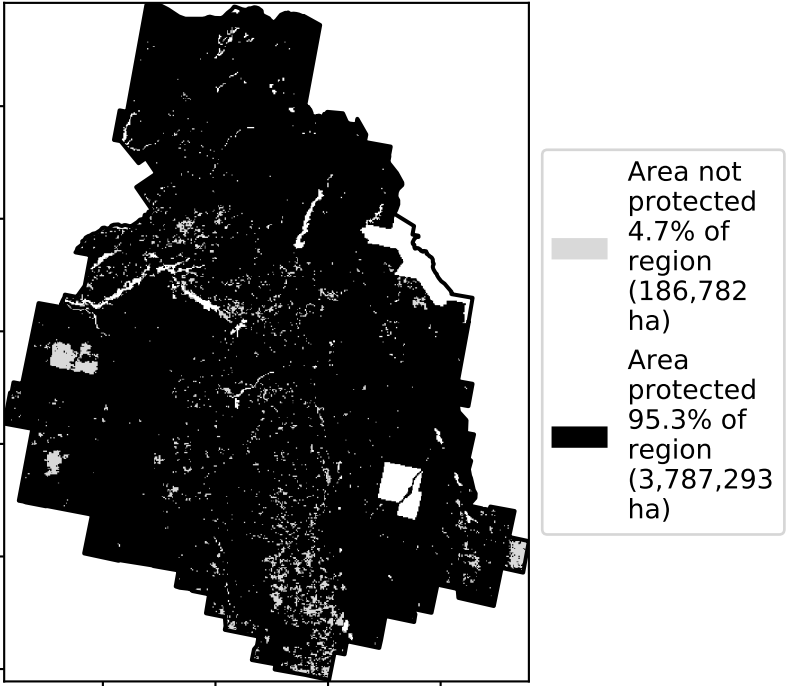 Area not
protected
4.7% of
region
(186,782
ha)
Area
protected
95.3% of
region
(3,787,293
ha)